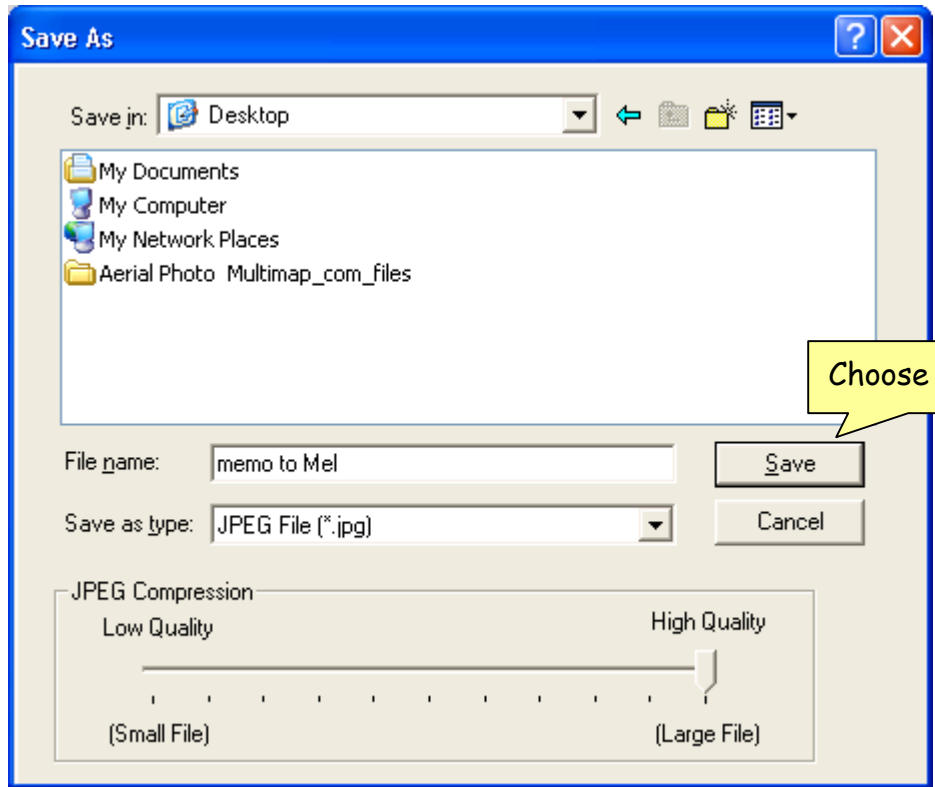 Save As
Save in: Desktop
My Documents
My Computer
My Network Places
Aerial Photo Multimap_com_files
Choose
File name: memo to Mel
Save
Save as type: JPEG File (*.jpg)
Cancel
JPEG Compression
Low Quality High Quality
(Small File) (Large File)